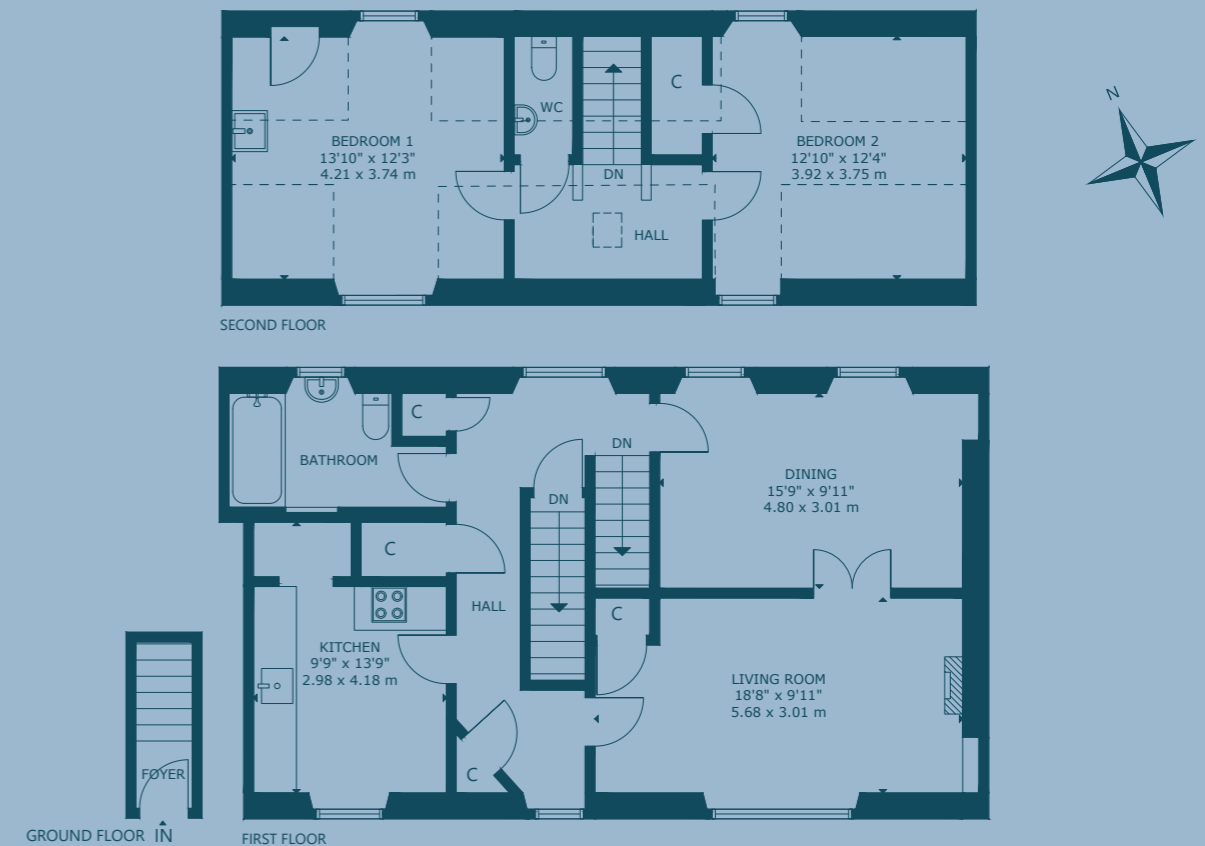 N
WC
C
BEDROOM 1
13'10" x 12'3"
4.21 x 3.74 m
BEDROOM 2
12'10" x 12'4"
3.92 x 3.75 m
DN
HALL
SECOND FLOOR
C
BATHROOM
DN
DN
DINING
15'9" x 9'11"
4.80 x 3.01 m
C
HALL
C
KITCHEN
9'9" x 13'9"
2.98 x 4.18 m
LIVING ROOM
18'8" x 9'11"
5.68 x 3.01 m
C
FOYER
GROUND FLOOR IN
FIRST FLOOR